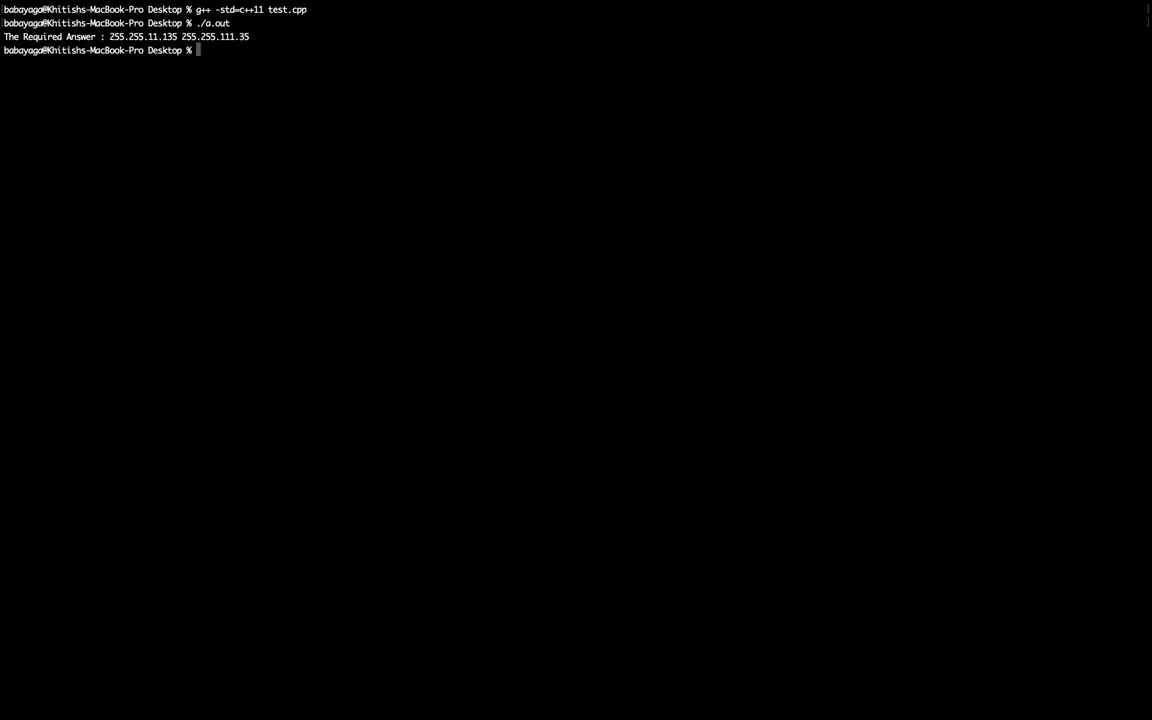 babayaga@Khitishs-MacBook-Pro Desktop % g++ -std=c++11 test.cpp
babayaga@Khitishs-MacBook-Pro Desktop % ./a.out
The Required Answer : 255.255.11.135 255.255.111.35
babayaga@Khitishs-MacBook-Pro Desktop %